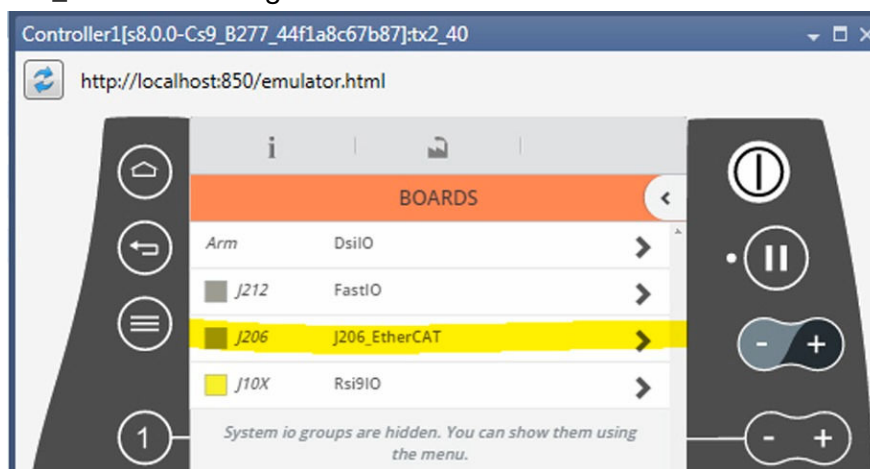 Controller1[s8.0.0-Cs9_B277_44f1a8c67b87]:tx2_40
http://localhost:850/emulator.html
i
BOARDS
Arm DsiIO
J212 FastIO
J206 J206_EtherCAT
J10X Rsi9IO
System io groups are hidden. You can show them using
the menu.
1
- +
- +